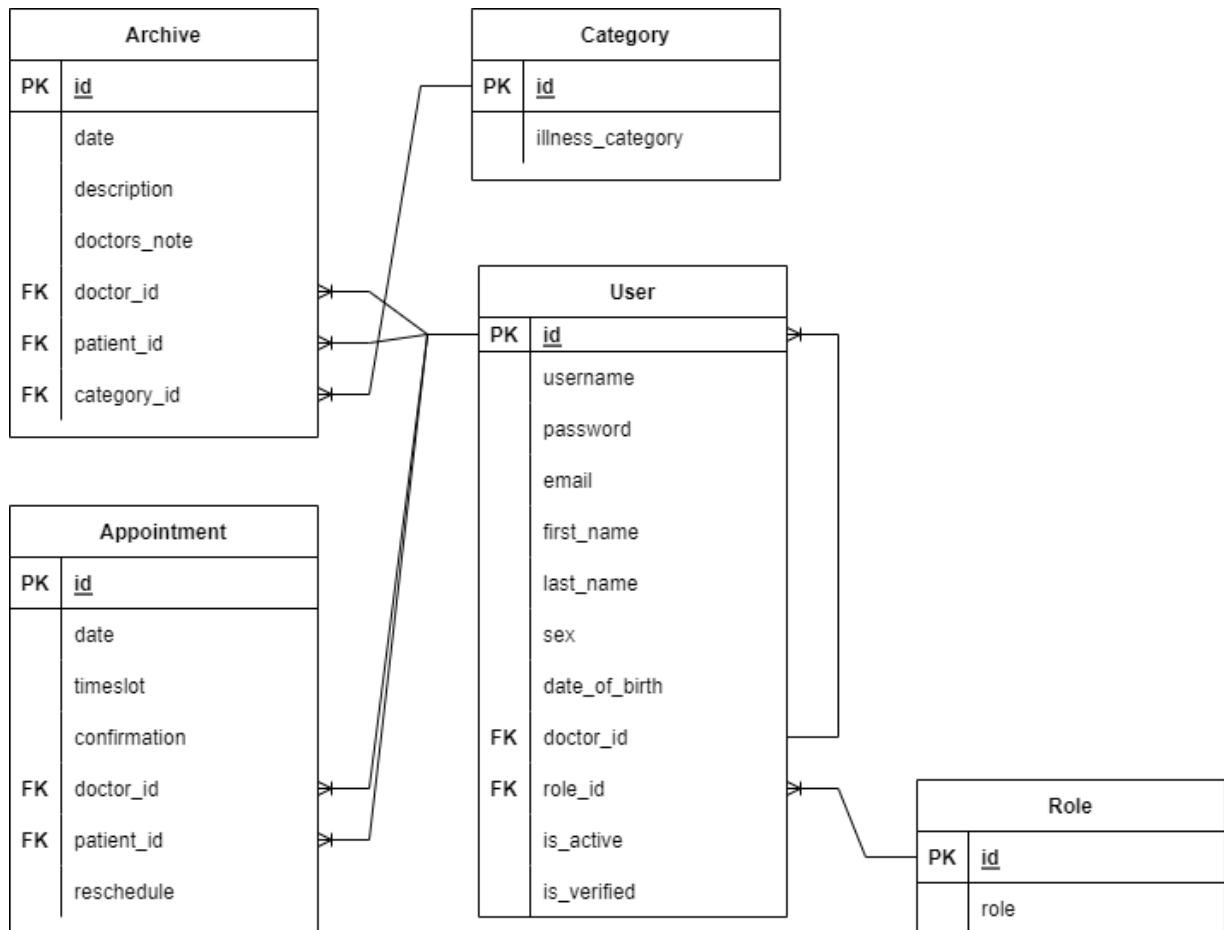 Archive
PK id
date
description
doctors_note
FK doctor_id
FK patient_id
FK category_id
Category
PK id
illness_category
User
PK id
username
password
email
first_name
last_name
sex
date_of_birth
FK doctor_id
FK role_id
is_active
is_verified
Appointment
PK id
date
timeslot
confirmation
FK doctor_id
FK patient_id
reschedule
Role
PK id
role